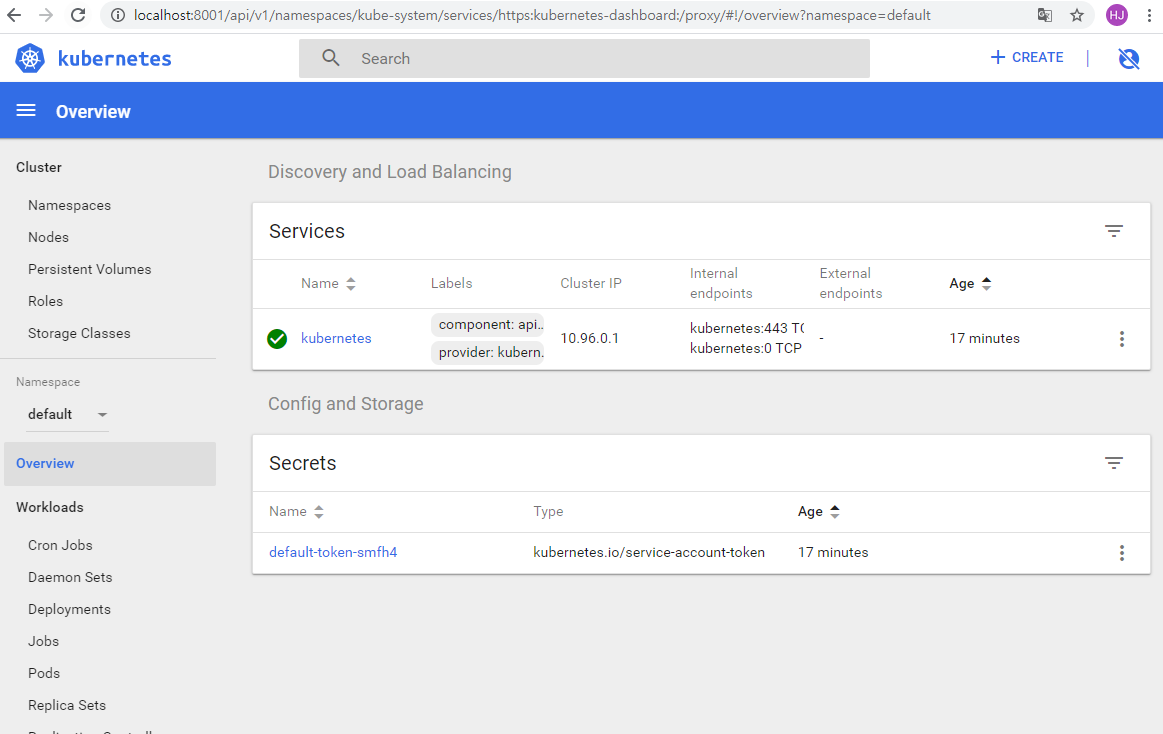 localhost:8001/api/v1/namespaces/kube-system/services/https:kubernetes-dashboard:/proxy/#!/overview?namespace=default
HJ
kubernetes
Search
+ CREATE
Overview
Cluster
Namespaces
Nodes
Persistent Volumes
Roles
Storage Classes
Namespace
default
Overview
Workloads
Cron Jobs
Daemon Sets
Deployments
Jobs
Pods
Replica Sets
Discovery and Load Balancing
Services
Name Labels Cluster IP Internal endpoints External endpoints Age
kubernetes
component: api..
provider: kubern.
10.96.0.1
kubernetes:443 TC
kubernetes:0 TCP
-
17 minutes
Config and Storage
Secrets
Name Type Age
default-token-smfh4 kubernetes.io/service-account-token 17 minutes